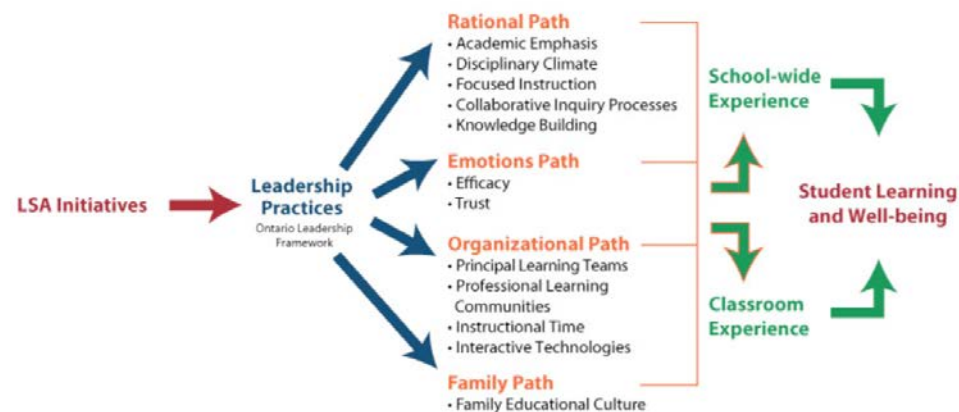 LSA Initiatives
Leadership
Practices
Ontario Leadership
Framework
Rational Path
• Academic Emphasis
• Disciplinary Climate
• Focused Instruction
• Collaborative Inquiry Processes
• Knowledge Building
Emotions Path
• Efficacy
• Trust
Organizational Path
• Principal Learning Teams
• Professional Learning
Communities
• Instructional Time
• Interactive Technologies
Family Path
• Family Educational Culture
School-wide
Experience
Classroom
Experience
Student Learning
and Well-being